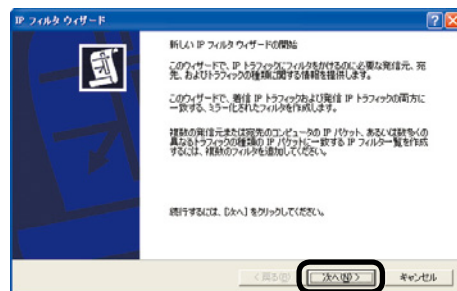 IP フィルタ ウィザード
新しい IP フィルタ ウィザードの開始
このウィザードで、IP トラフィックにフィルタをかけるのに必要な発信元、宛
先、およびトラフィックの種類に関する情報を提供します。
このウィザードで、着信 IP トラフィックおよび発信 IP トラフィックの両方に
一致する、ミラー化されたフィルタを作成します。
複数の発信元または宛先のコンピュータの IP パケット、あるいは数多くの
異なるトラフィックの種類の IP パケットに一致する IP フィルタ一覧を作成
するには、複数のフィルタを追加してください。
続行するには、[次へ] をクリックしてください。
< 戻る(B) 次へ(N) > キャンセル